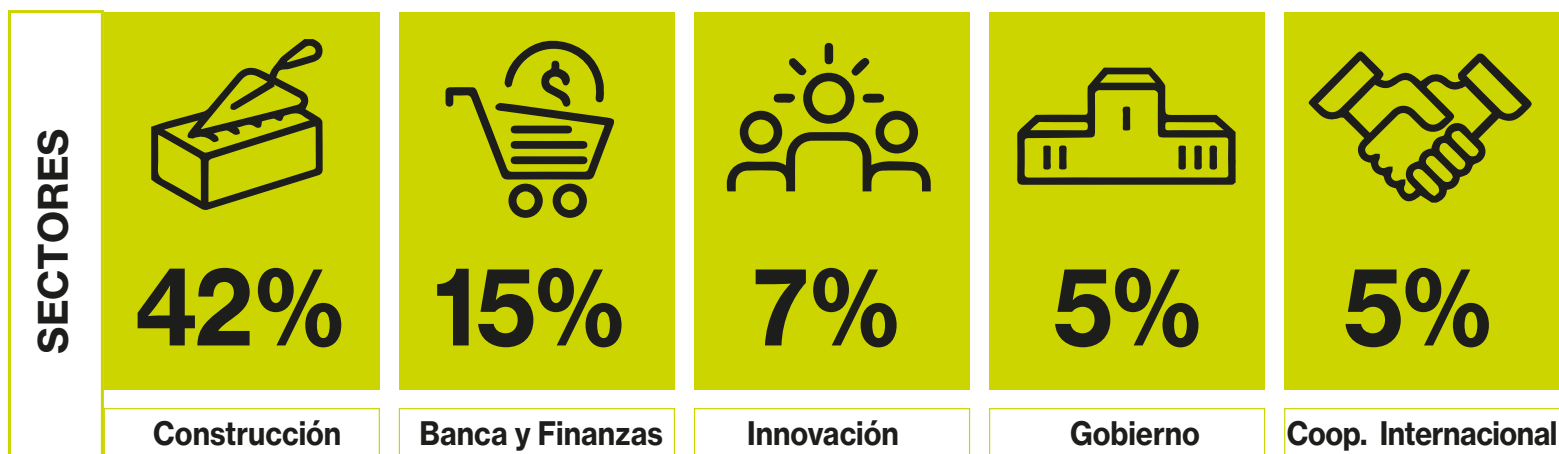 SECTORES
$
42%
15%
7%
5%
5%
Construcción
Banca y Finanzas
Innovación
Gobierno
Coop. Internacional